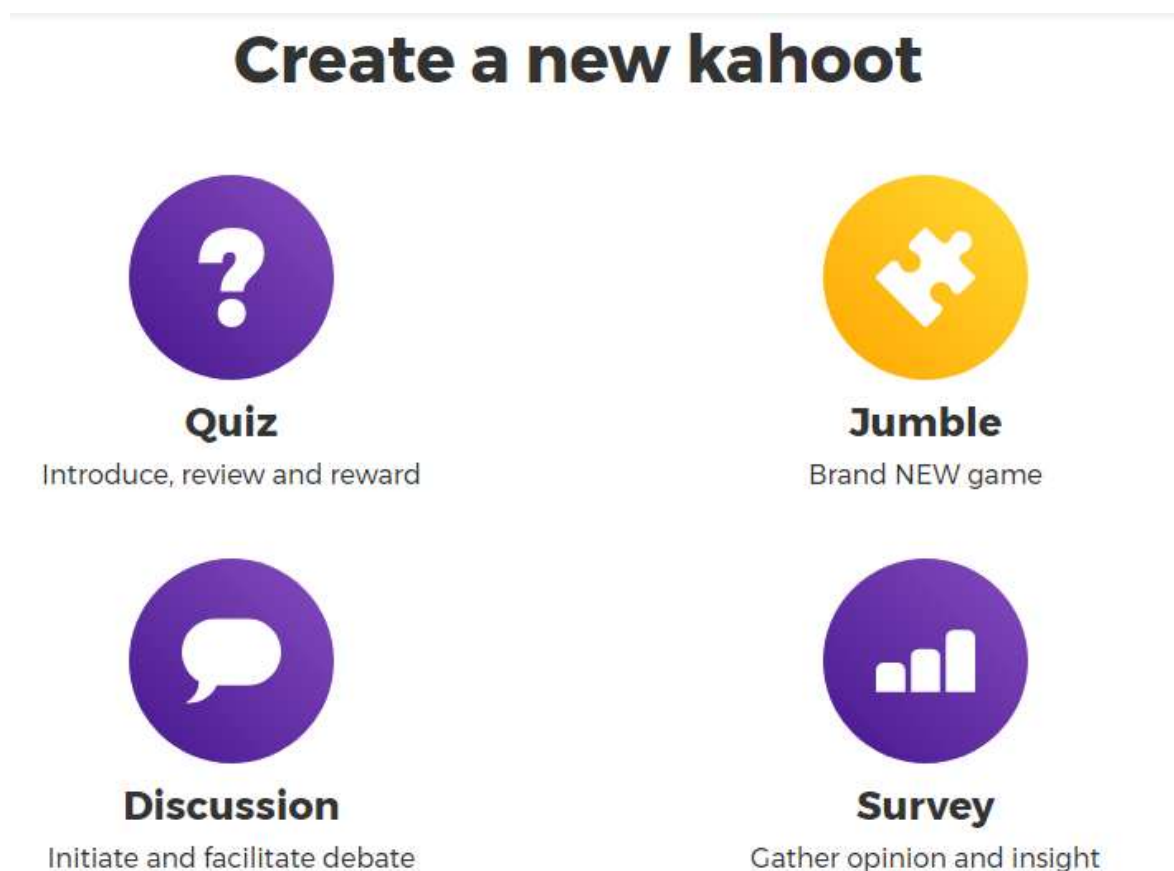 Create a new kahoot
Quiz
Introduce, review and reward
Jumble
Brand NEW game
Discussion
Initiate and facilitate debate
Survey
Gather opinion and insight